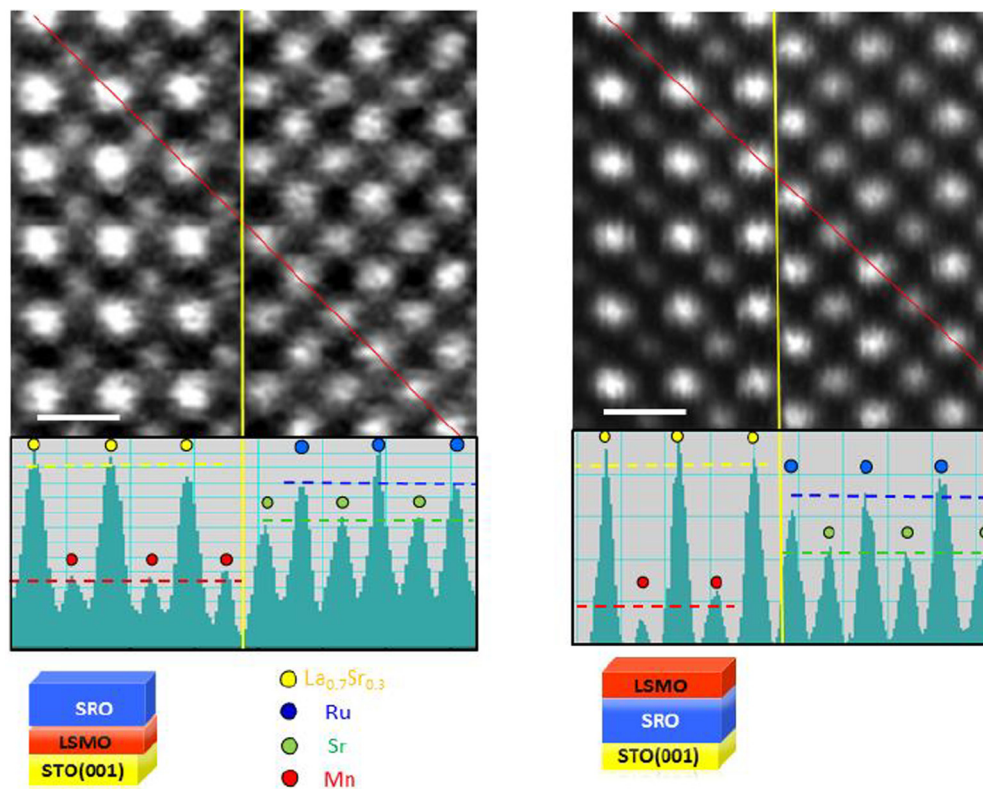 SRO
LSMO
STO(001)
La0.7Sr0.3
Ru
Sr
Mn
LSMO
SRO
STO(001)